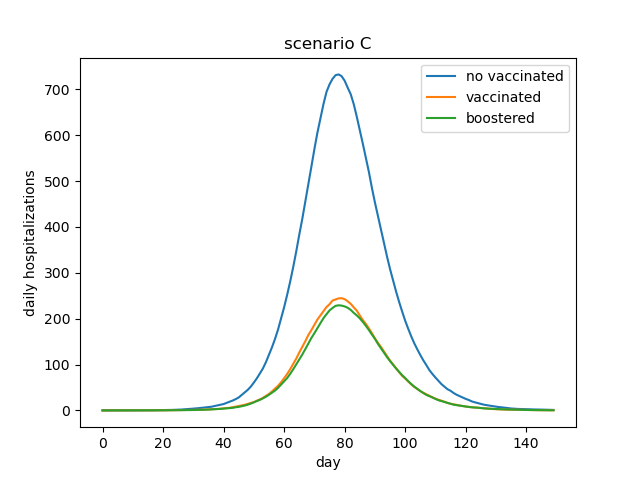 scenario C
no vaccinated
vaccinated
boostered
daily hospitalizations
700
600
500
400
300
200
100
0
0 20 40 60 80 100 120 140
day